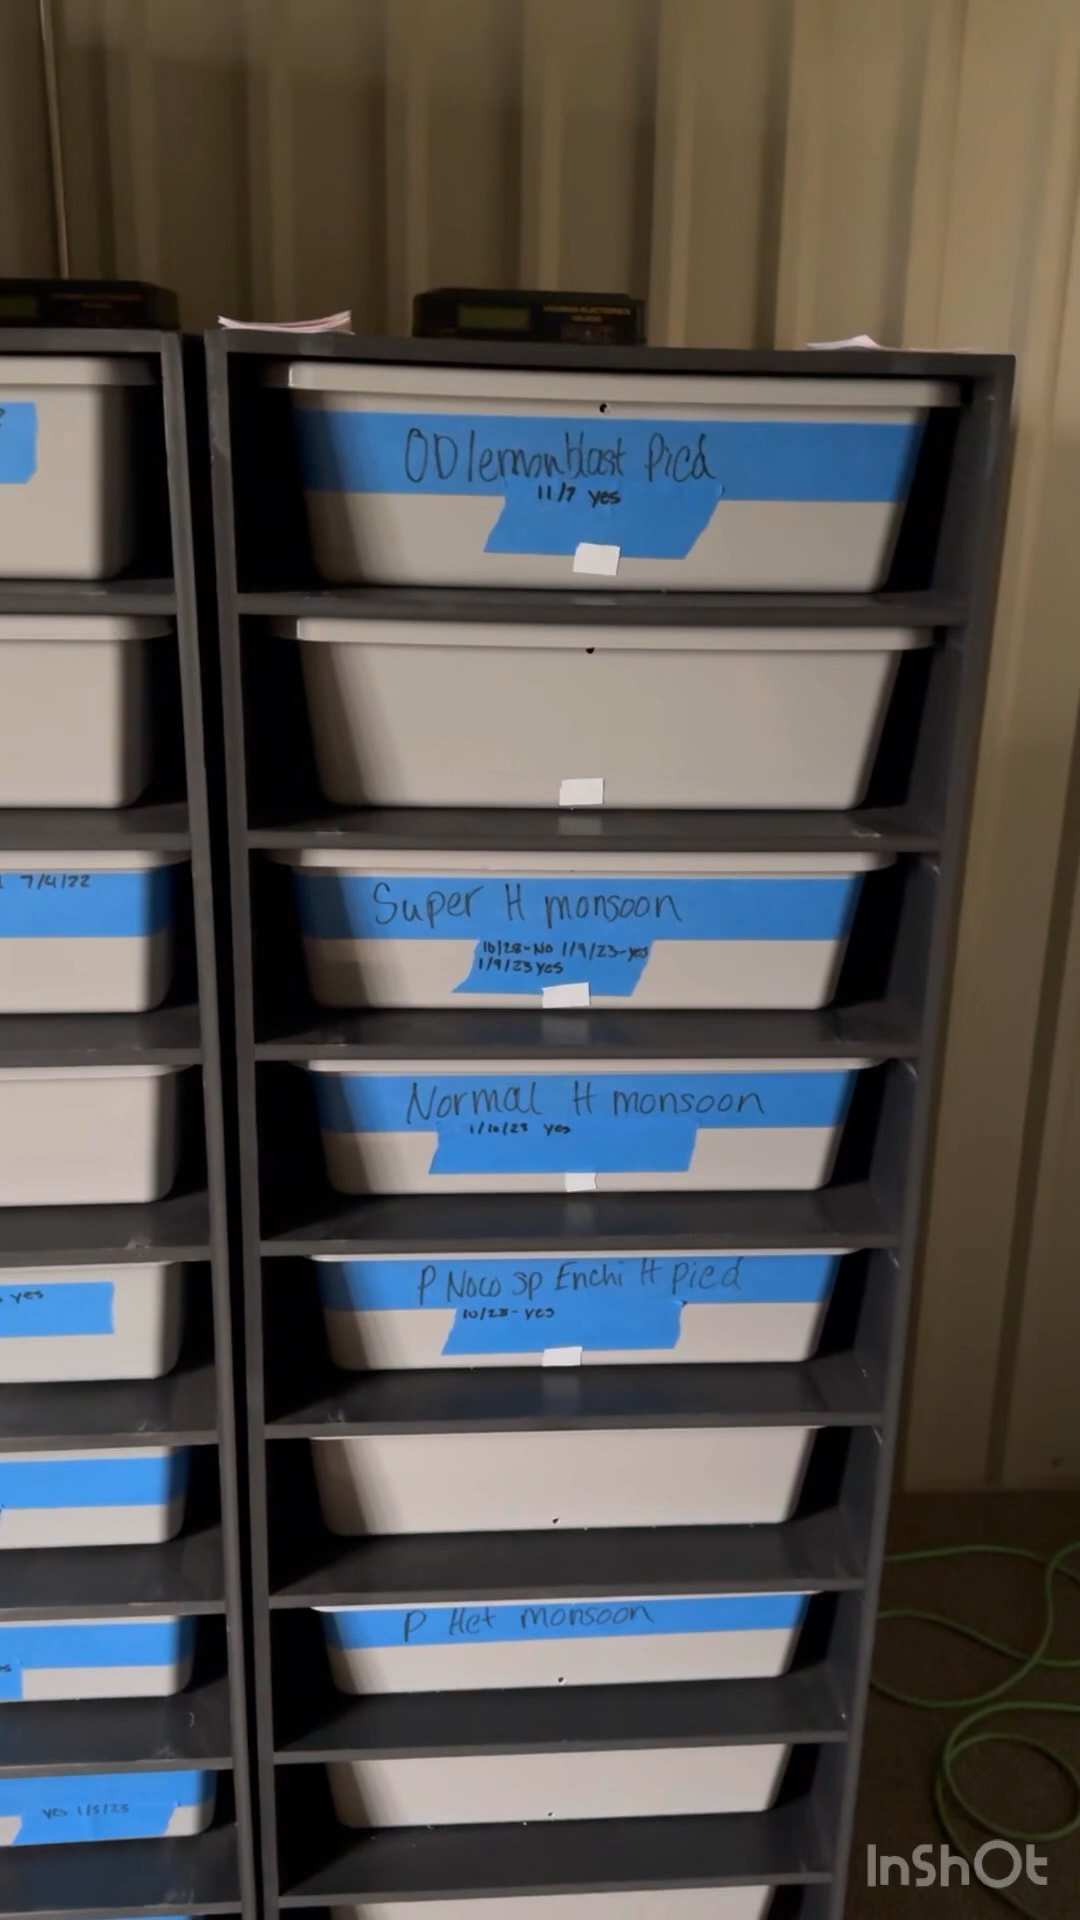 OD lemonblast Pied
11/7 yes
7/4/22
Super H monsoon
10/28-No 1/9/23-yes
1/9/23 yes
Normal H monsoon
1/10/23 yes
P Noco sp Enchi H pied
10/28-yes
yes
P Het monsoon
yes 1/5/23
InShOt